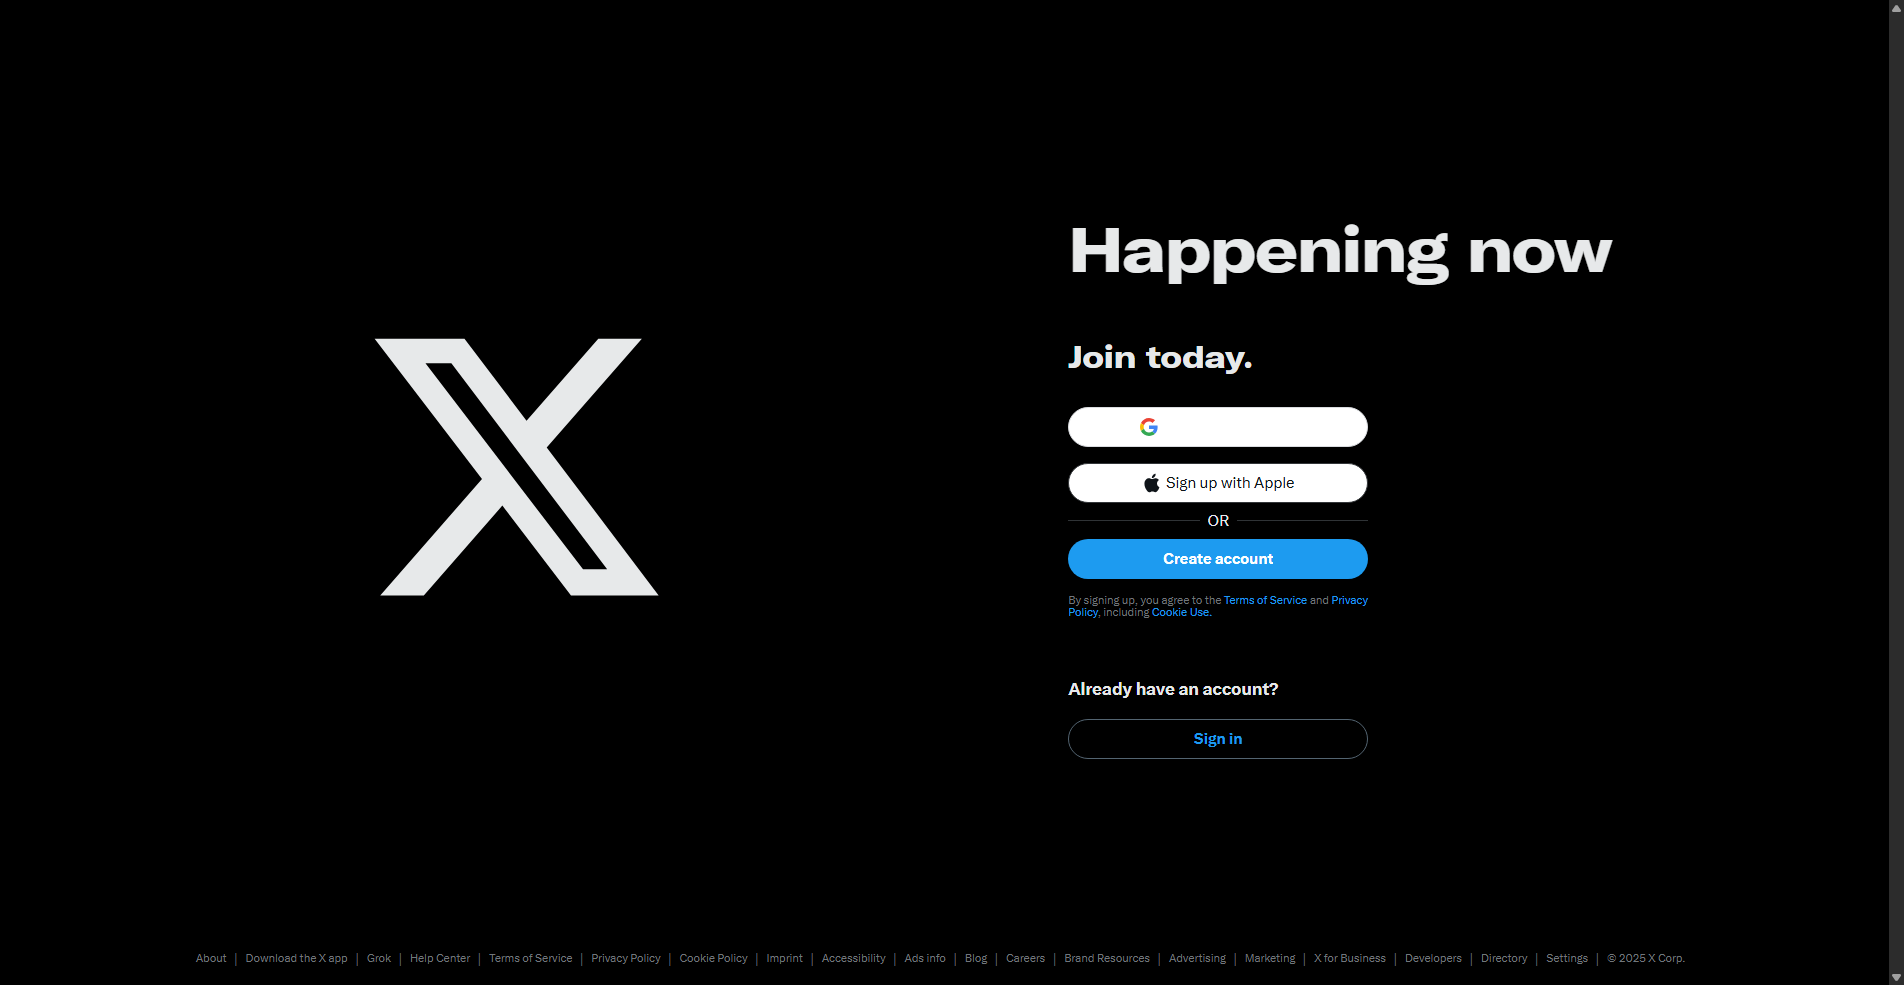 Happening now
Join today.
Sign up with Apple
OR
Create account
By signing up, you agree to the Terms of Service and Privacy
Policy, including Cookie Use.
Already have an account?
Sign in
About | Download the X app | Grok | Help Center | Terms of Service | Privacy Policy | Cookie Policy | Imprint | Accessibility | Ads info | Blog | Careers | Brand Resources | Advertising | Marketing | X for Business | Developers | Directory | Settings | © 2025 X Corp.